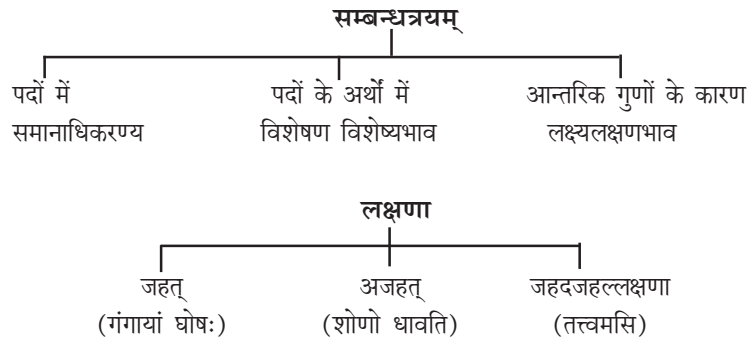 सम्बन्धत्रयम्
पदों में पदों के अर्थों में आन्तरिक गुणों के कारण
समानाधिकरण्य विशेषण विशेष्यभाव लक्ष्यलक्षणभाव
लक्षणा
जहत् अजहत् जहदजहल्लक्षणा
(गंगायां घोषः) (शोणो धावति) (तत्त्वमसि)